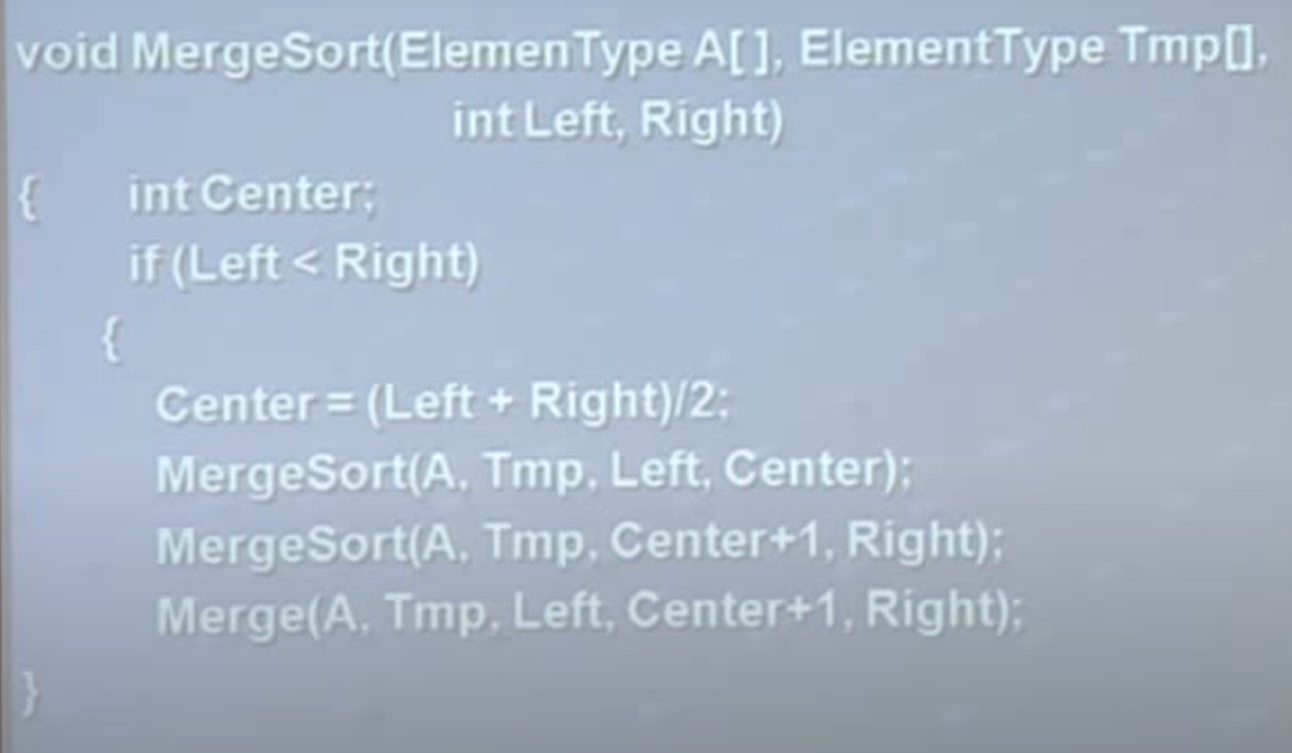 void MergeSort(ElemenType A[ ], ElementType Tmp[],
int Left, Right)
{ int Center;
if (Left < Right)
{
Center = (Left + Right)/2;
MergeSort(A, Tmp, Left, Center);
MergeSort(A, Tmp, Center+1, Right);
Merge(A, Tmp, Left, Center+1, Right);
}